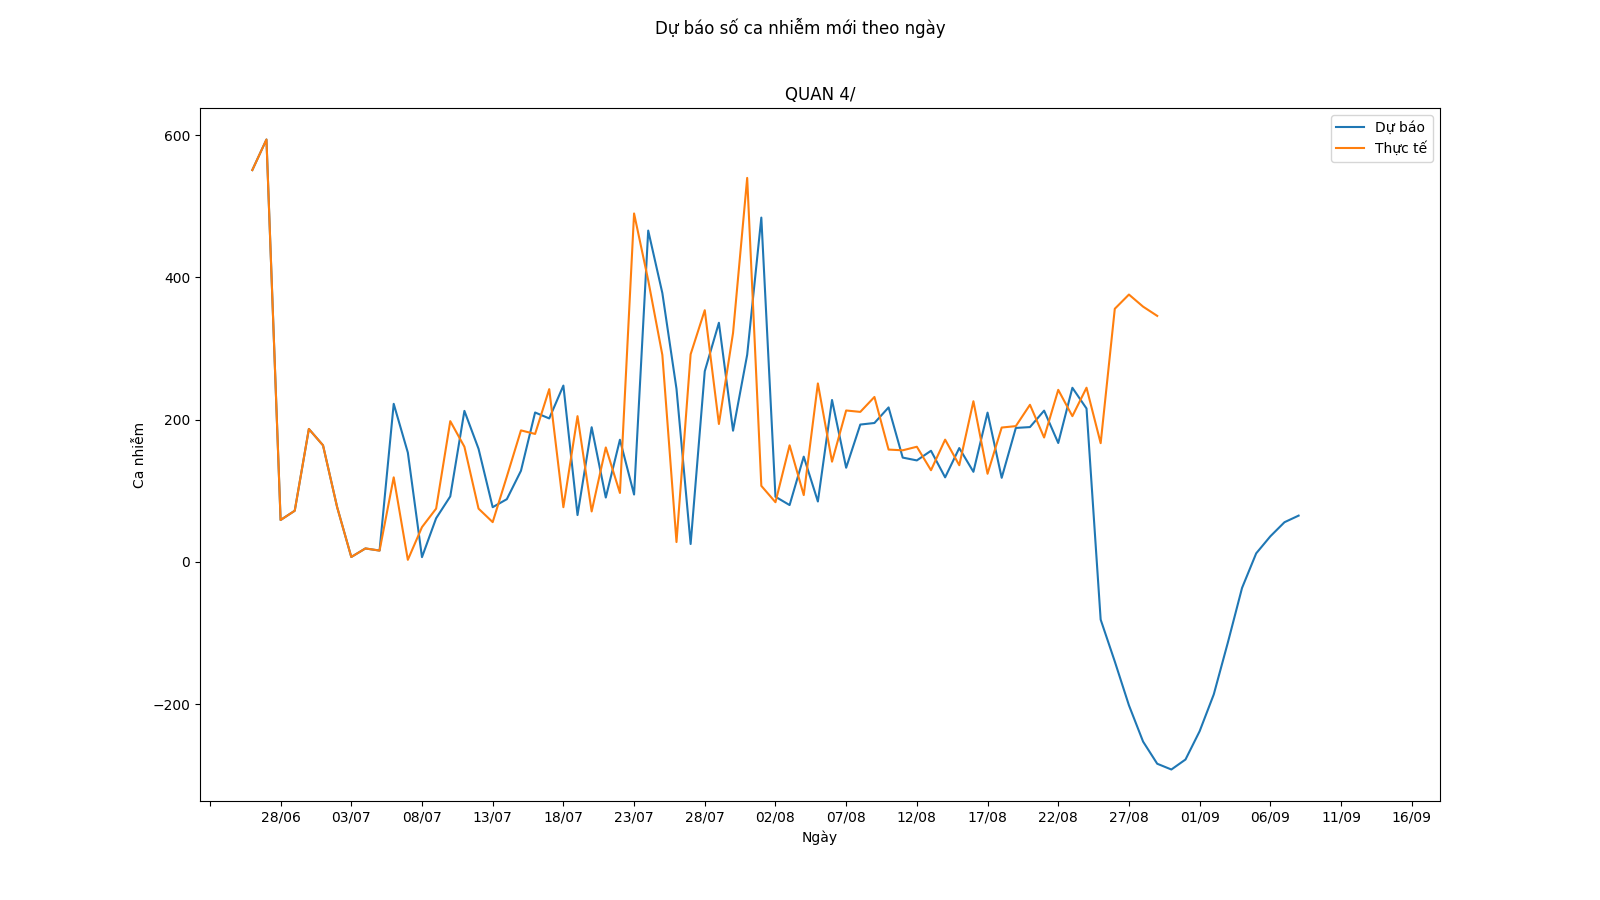 Dự báo số ca nhiễm mới theo ngày
QUAN 4/
Dự báo
Thực tế
600
400
200
0
−200
Ca nhiễm
28/06 03/07 08/07 13/07 18/07 23/07 28/07 02/08 07/08 12/08 17/08 22/08 27/08 01/09 06/09 11/09 16/09
Ngày